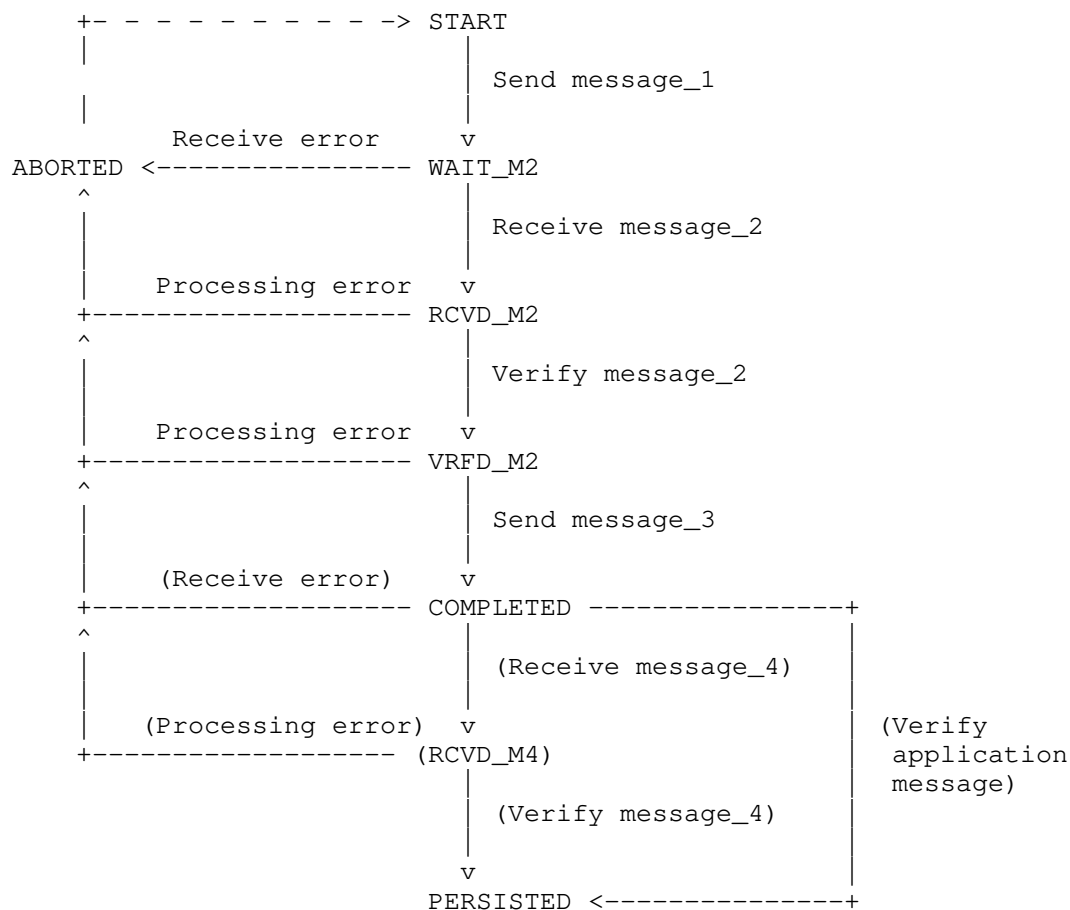 START
Send message_1
Receive error
ABORTED
WAIT_M2
Receive message_2
Processing error
RCVD_M2
Verify message_2
Processing error
VRFD_M2
Send message_3
(Receive error)
COMPLETED
(Receive message_4)
(Processing error)
(Verify
(RCVD_M4)
application
message)
(Verify message_4)
PERSISTED